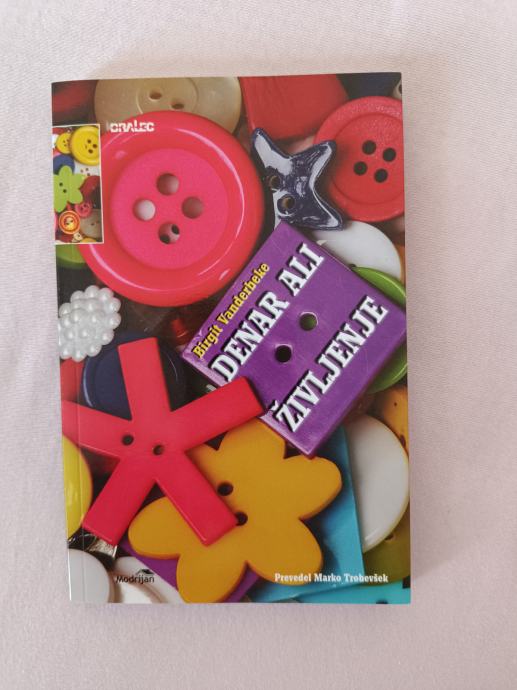 BRALEC
Birgit Vanderbeke
DENAR ALI
ŽIVLJENJE
Modrijan
Prevedel Marko Trobevšek